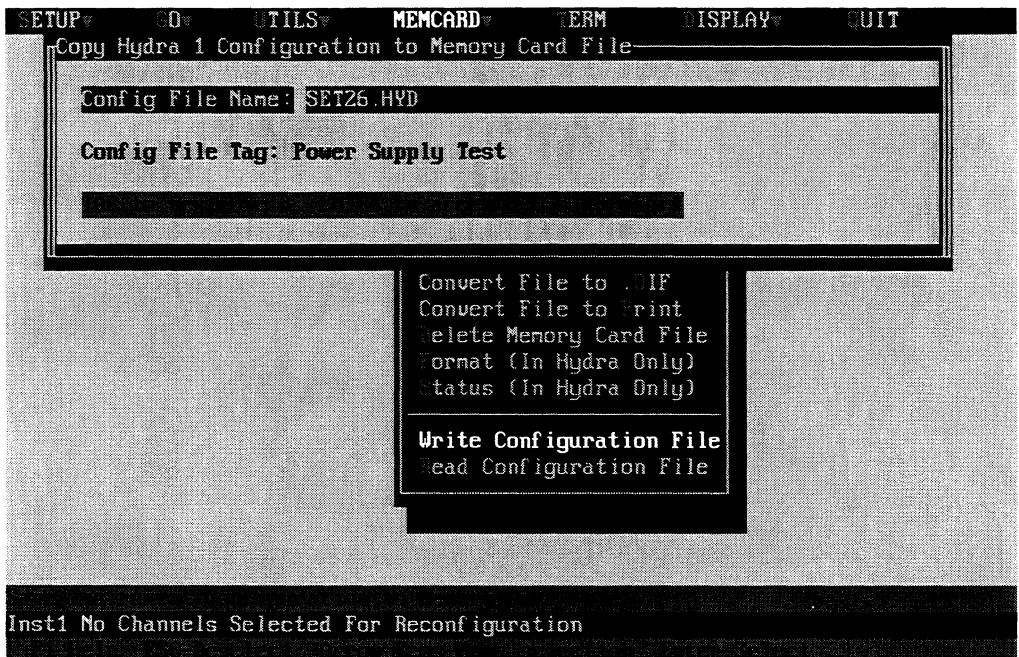 SETUP GO UTILS MEMCARD TERM DISPLAY QUIT
Copy Hydra 1 Configuration to Memory Card File
Config File Name: SET26.HYD
Config File Tag: Power Supply Test
Convert File to .DIF
Convert File to Print
Delete Memory Card File
Format (In Hydra Only)
Status (In Hydra Only)
Write Configuration File
Read Configuration File
Inst1 No Channels Selected For Reconfiguration